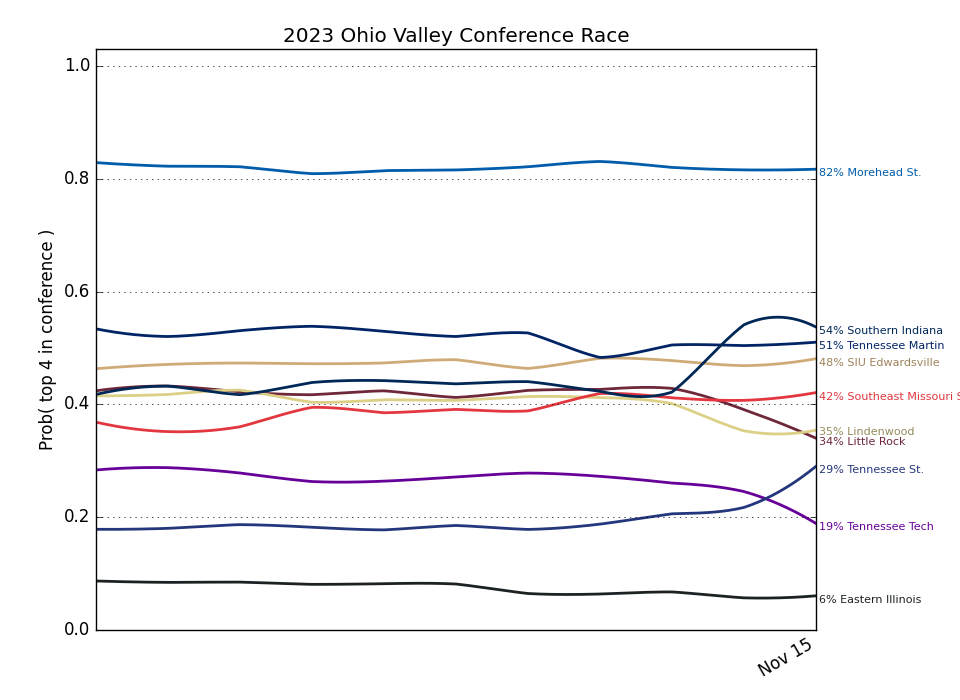 2023 Ohio Valley Conference Race
Prob( top 4 in conference )
1.0
0.8
0.6
0.4
0.2
0.0
82% Morehead St.
54% Southern Indiana
51% Tennessee Martin
48% SIU Edwardsville
42% Southeast Missouri
35% Lindenwood
34% Little Rock
29% Tennessee St.
19% Tennessee Tech
6% Eastern Illinois
Nov 15